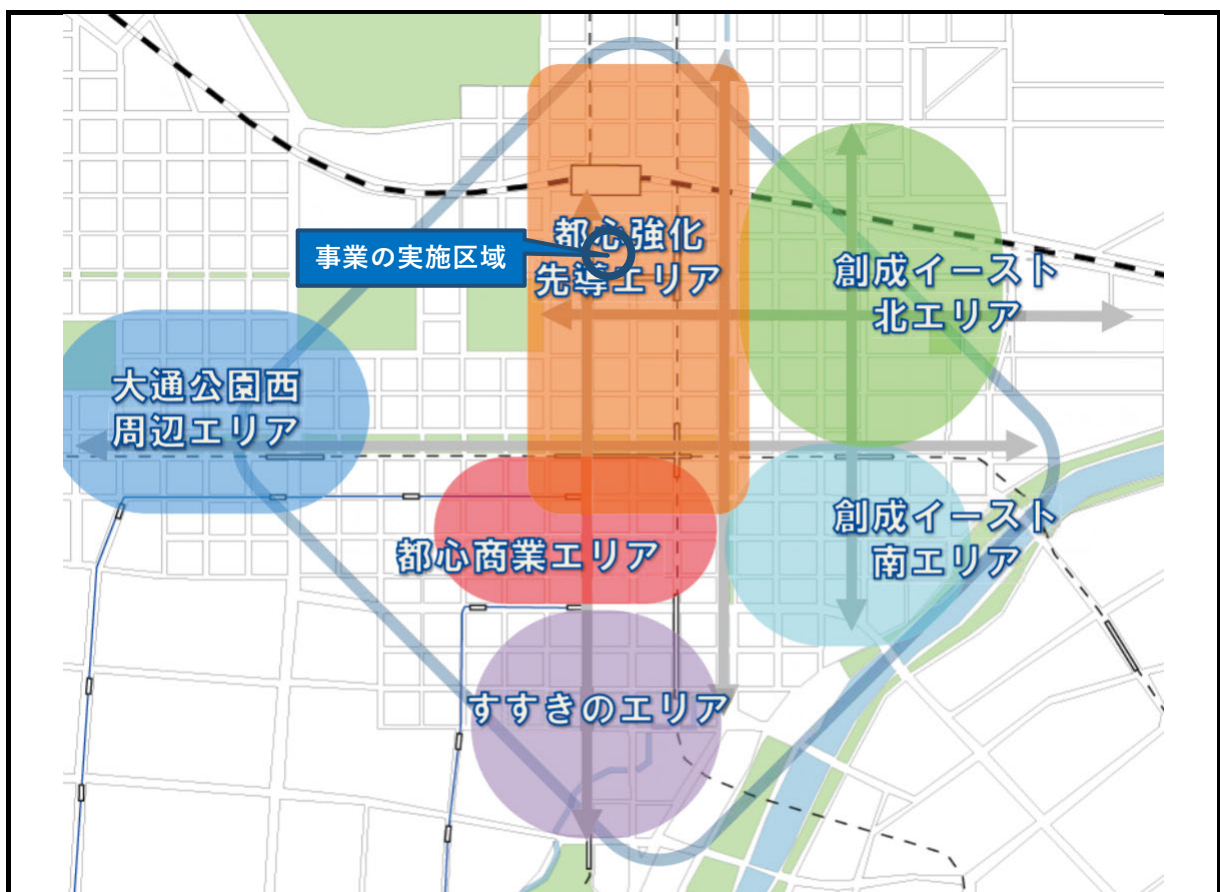 都心強化
先導エリア
事業の実施区域
創成イースト
北エリア
大通公園西
周辺エリア
創成イースト
南エリア
都心商業エリア
すすきのエリア